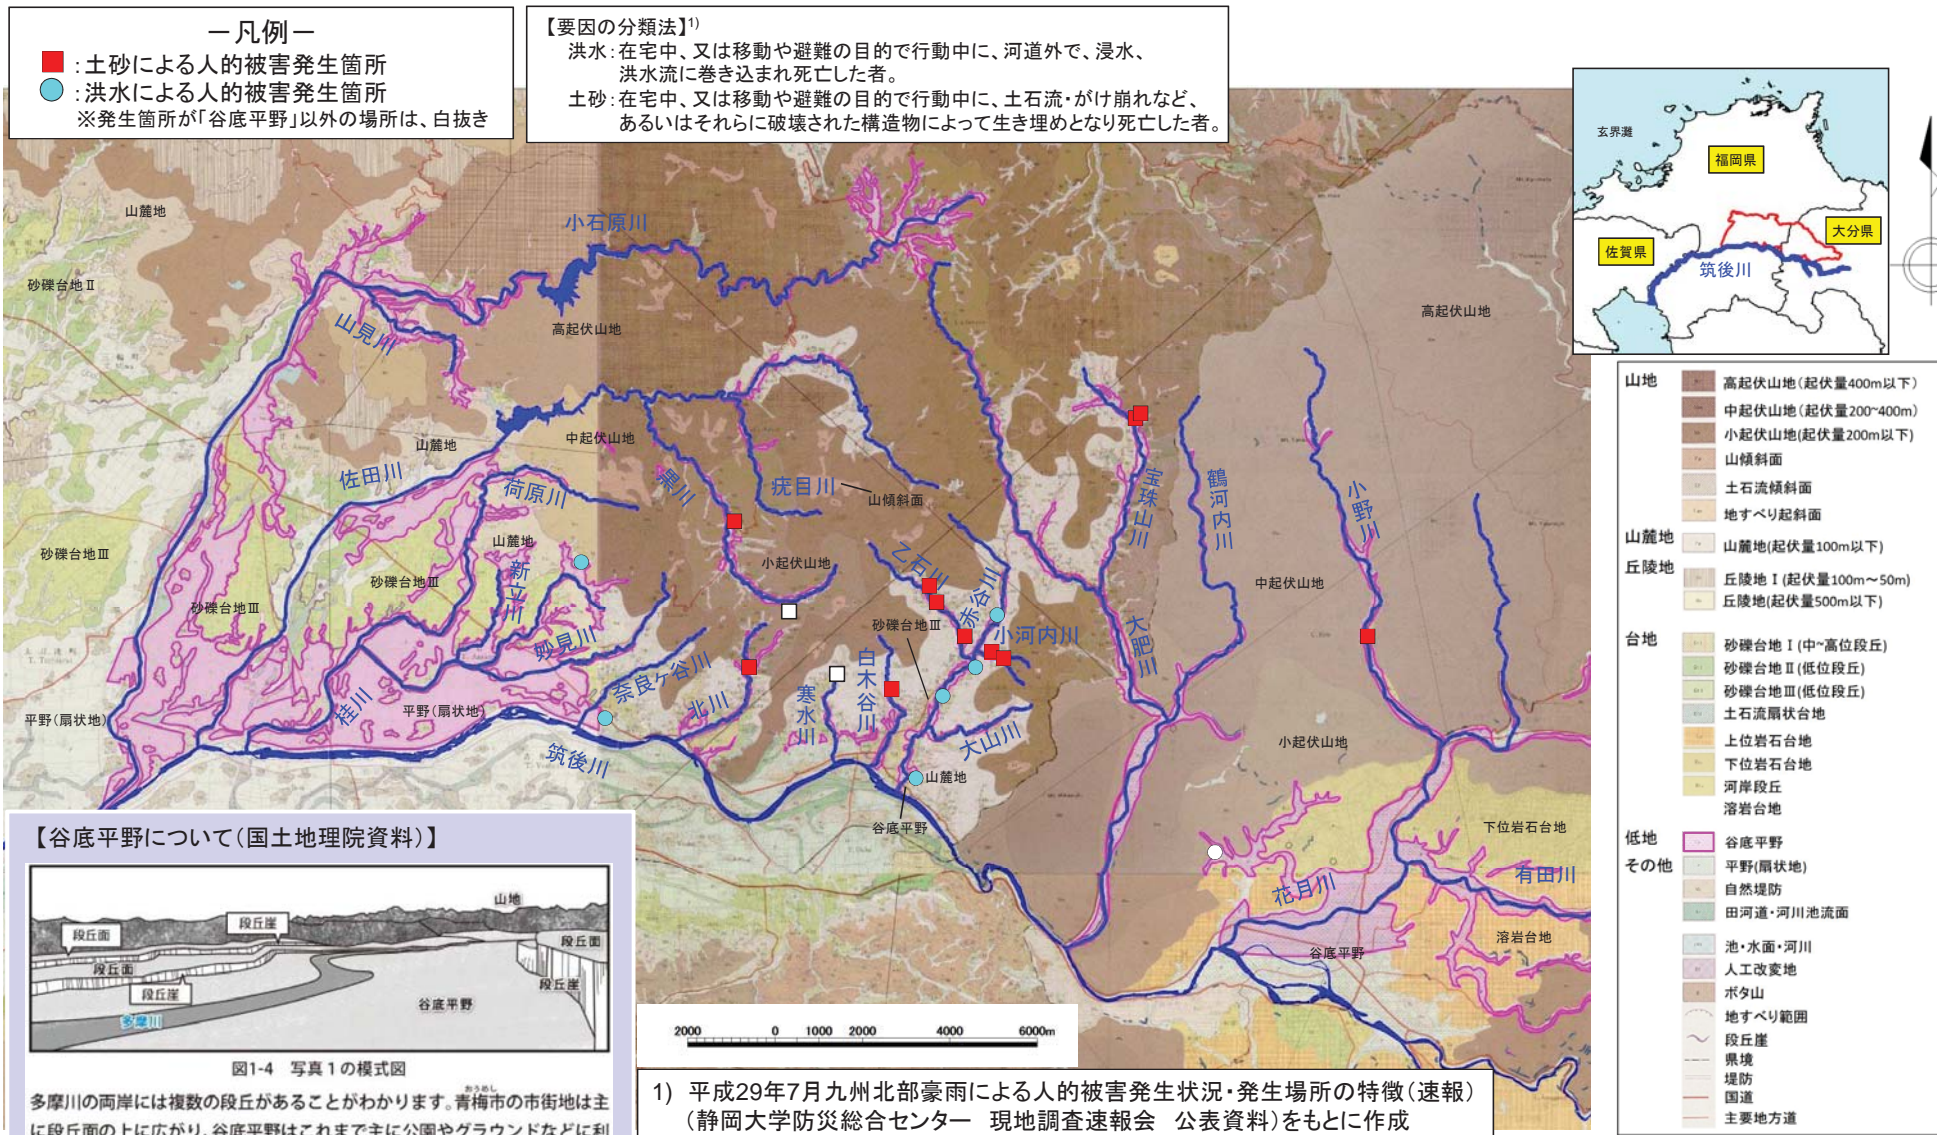 －凡例－
：土砂による人的被害発生箇所
：洪水による人的被害発生箇所
※発生箇所が「谷底平野」以外の場所は、白抜き
【要因の分類法】1)
洪水：在宅中、又は移動や避難の目的で行動中に、河道外で、浸水、
洪水流に巻き込まれ死亡した者。
土砂：在宅中、又は移動や避難の目的で行動中に、土石流・がけ崩れなど、
あるいはそれらに破壊された構造物によって生き埋めとなり死亡した者。
玄界灘
福岡県
大分県
佐賀県
筑後川
山麓地
小石原川
砂礫台地Ⅱ
山見川
高起伏山地
高起伏山地
中起伏山地
山麓地
佐田川
荷原川
黒川
疣目川
山傾斜面
宝珠山川
鶴河内川
小野川
砂礫台地Ⅲ
山麓地
新立川
砂礫台地Ⅲ
小起伏山地
乙石川
赤谷川
中起伏山地
砂礫台地Ⅲ
砂礫台地Ⅲ
小河内川
大肥川
妙見川
奈良ヶ谷川
白木谷川
寒水川
北川
桂川
平野(扇状地)
平野(扇状地)
大山川
筑後川
小起伏山地
山麓地
谷底平野
下位岩石台地
花月川
有田川
溶岩台地
谷底平野
山地
高起伏山地(起伏量400m以下)
中起伏山地(起伏量200~400m)
小起伏山地(起伏量200m以下)
山傾斜面
土石流傾斜面
地すべり起斜面
山麓地
山麓地(起伏量100m以下)
丘陵地
丘陵地Ⅰ(起伏量100m～50m)
丘陵地(起伏量500m以下)
台地
砂礫台地Ⅰ(中~高位段丘)
砂礫台地Ⅱ(低位段丘)
砂礫台地Ⅲ(低位段丘)
土石流扇状台地
上位岩石台地
下位岩石台地
河岸段丘
溶岩台地
低地
谷底平野
その他
平野(扇状地)
自然堤防
田河道・河川池流面
池・水面・河川
人工改変地
ボタ山
地すべり範囲
段丘崖
県境
堤防
国道
主要地方道
【谷底平野について(国土地理院資料)】
山地
段丘崖
段丘面
段丘面
段丘面
段丘崖
段丘崖
谷底平野
多摩川
図1-4 写真1の模式図
おうめし
多摩川の両岸には複数の段丘があることがわかります。青梅市の市街地は主
に段丘面の上に広がり、谷底平野はこれまで主に公園やグラウンドなどに利
2000 0 1000 2000 4000 6000m
1) 平成29年7月九州北部豪雨による人的被害発生状況・発生場所の特徴(速報)
(静岡大学防災総合センター 現地調査速報会 公表資料)をもとに作成